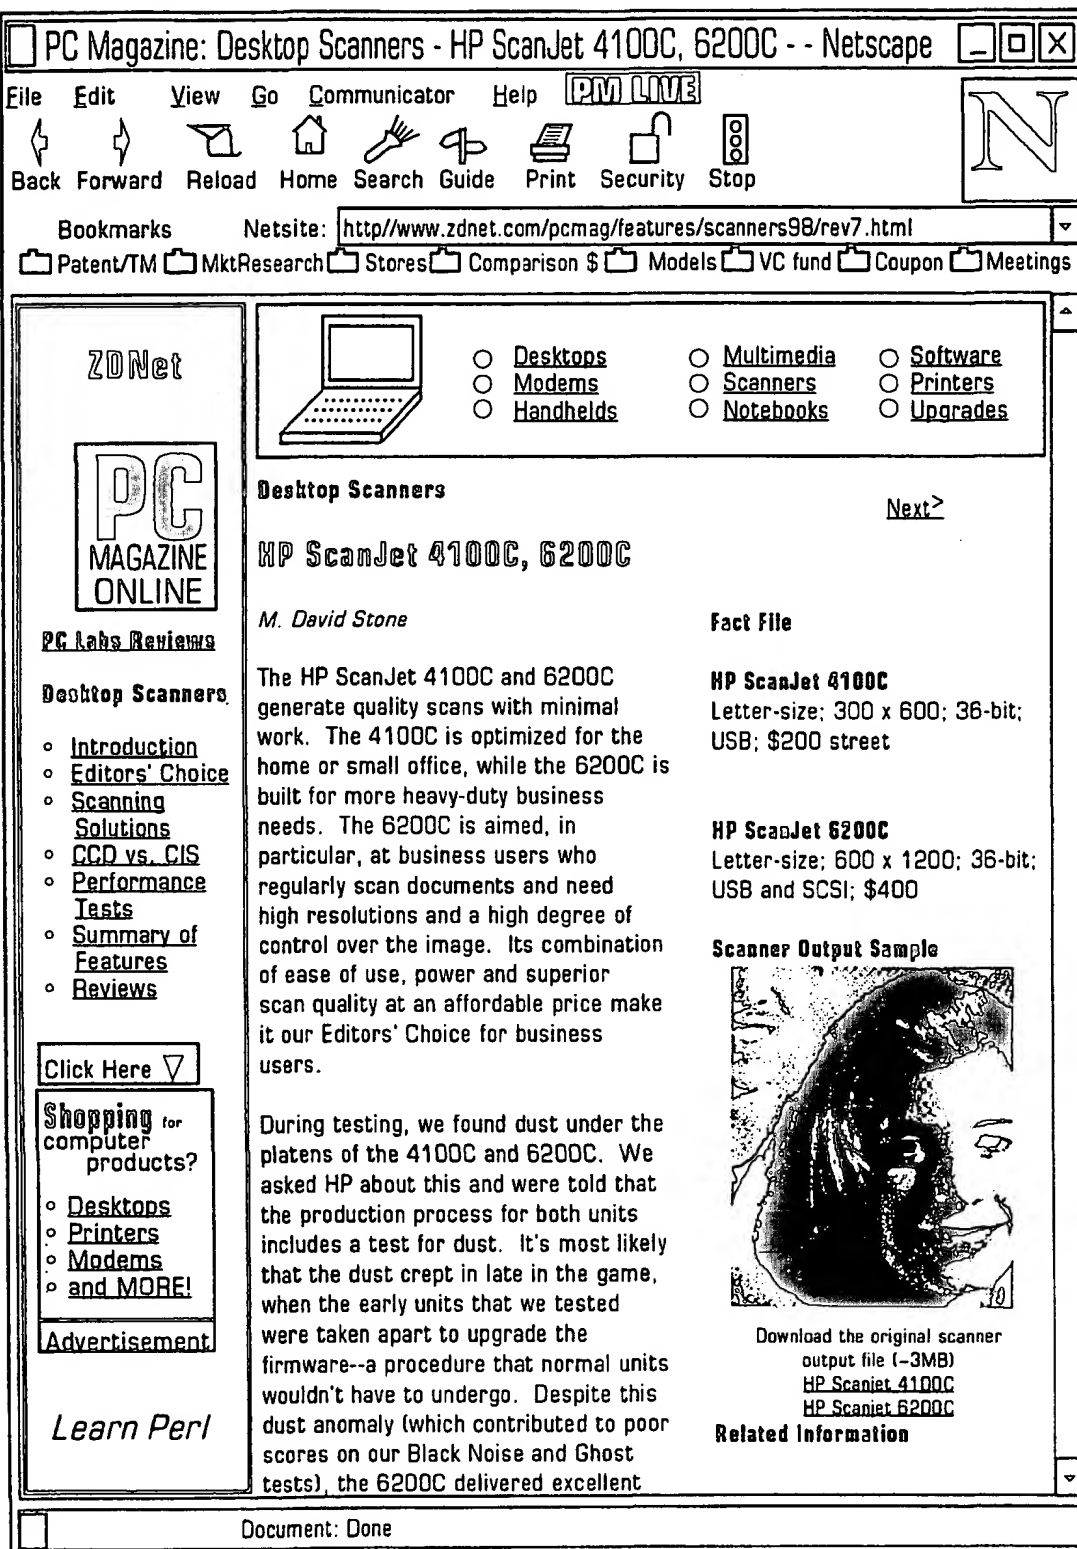 PC Magazine: Desktop Scanners - HP ScanJet 4100C, 6200C - - Netscape
File Edit View Go Communicator Help PM LIVE
N
Back Forward Reload Home Search Guide Print Security Stop
Bookmarks Netsite: http//www.zdnet.com/pcmag/features/scanners98/rev7.html
Patent/TM MktResearch Stores Comparison $ Models VC fund Coupon Meetings
ZDNet
PC
MAGAZINE
ONLINE
PC Labs Reviews
Desktop Scanners
Introduction
Editors' Choice
Scanning
Solutions
CCD vs. CIS
Performance
Tests
Summary of
Features
Reviews
Click Here
Shopping for
computer
products?
Desktops
Printers
Modems
and MORE!
Advertisement
Learn Perl
Desktops Multimedia Software
Modems Scanners Printers
Handhelds Notebooks Upgrades
Desktop Scanners
Next>
HP ScanJet 4100C, 6200C
M. David Stone
The HP ScanJet 4100C and 6200C
generate quality scans with minimal
work. The 4100C is optimized for the
home or small office, while the 6200C is
built for more heavy-duty business
needs. The 6200C is aimed, in
particular, at business users who
regularly scan documents and need
high resolutions and a high degree of
control over the image. Its combination
of ease of use, power and superior
scan quality at an affordable price make
it our Editors' Choice for business
users.
During testing, we found dust under the
platens of the 4100C and 6200C. We
asked HP about this and were told that
the production process for both units
includes a test for dust. It's most likely
that the dust crept in late in the game,
when the early units that we tested
were taken apart to upgrade the
firmware--a procedure that normal units
wouldn't have to undergo. Despite this
dust anomaly (which contributed to poor
scores on our Black Noise and Ghost
tests), the 6200C delivered excellent
Fact File
HP ScanJet 4100C
Letter-size; 300 x 600; 36-bit;
USB; $200 street
HP ScanJet 6200C
Letter-size; 600 x 1200; 36-bit;
USB and SCSI; $400
Scanner Output Sample
Download the original scanner
output file (-3MB)
HP Scanjet 4100C
HP Scanjet 6200C
Related Information
Document: Done